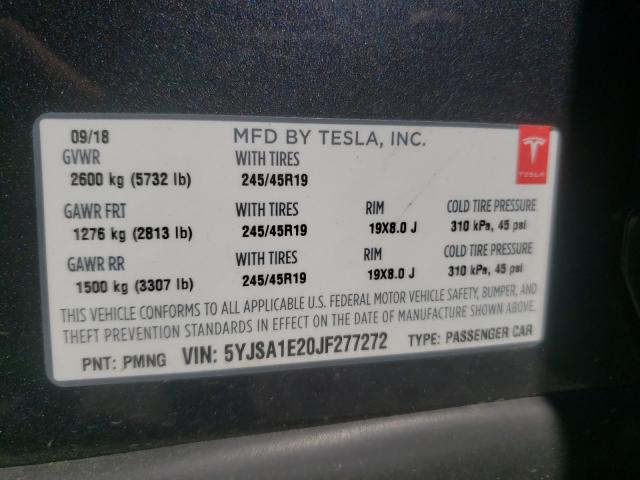 09/18 MFD BY TESLA, INC.
GVWR WITH TIRES
2600 kg (5732 lb) 245/45R19
TESLA
GAWR FRT WITH TIRES RIM COLD TIRE PRESSURE
1276 kg (2813 lb) 245/45R19 19X8.0 J 310 kPa, 45 psi
GAWR RR WITH TIRES RIM COLD TIRE PRESSURE
1500 kg (3307 lb) 245/45R19 19X8.0 J 310 kPa, 45 psi
THIS VEHICLE CONFORMS TO ALL APPLICABLE U.S. FEDERAL MOTOR VEHICLE SAFETY, BUMPER, AND
THEFT PREVENTION STANDARDS IN EFFECT ON THE DATE OF MANUFACTURE SHOWN ABOVE.
PNT: PMNG VIN: 5YJSA1E20JF277272 TYPE: PASSENGER CAR